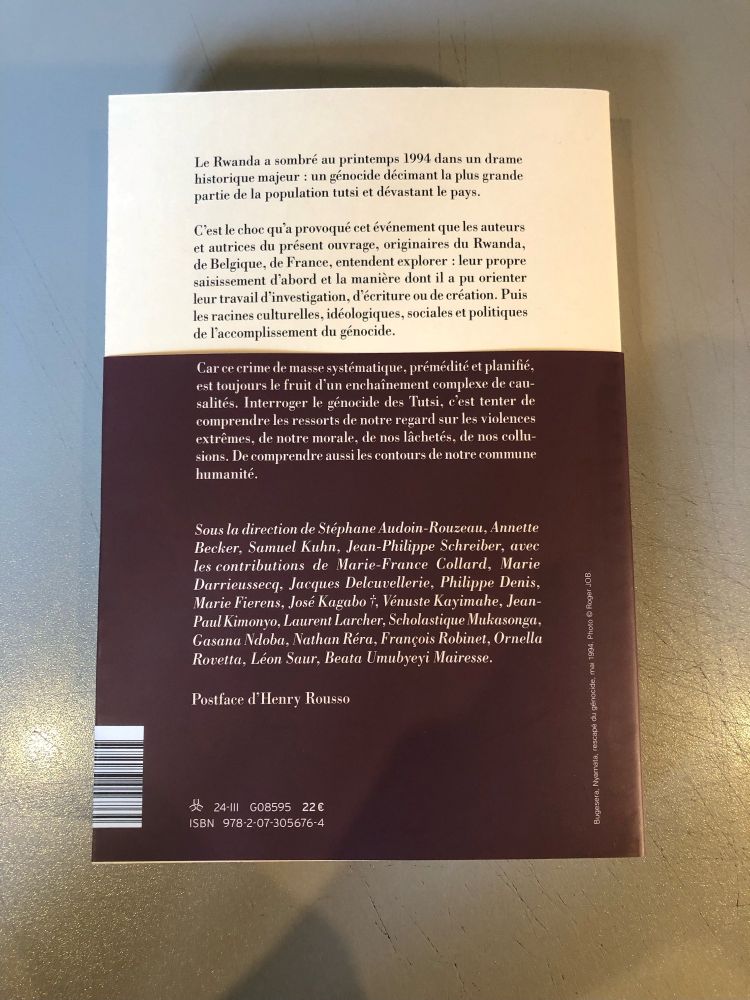 Le Rwanda a sombré au printemps 1994 dans un drame
historique majeur : un génocide décimant la plus grande
partie de la population tutsi et dévastant le pays.
C’est le choc qu’a provoqué cet événement que les auteurs
et autrices du présent ouvrage, originaires du Rwanda,
de Belgique, de France, entendent explorer : leur propre
saisissement d’abord et la manière dont il a pu orienter
leur travail d’investigation, d’écriture ou de création. Puis
les racines culturelles, idéologiques, sociales et politiques
de l’accomplissement du génocide.
Car ce crime de masse systématique, prémédité et planifié,
est toujours le fruit d’un enchaînement complexe de cau-
salités. Interroger le génocide des Tutsi, c’est tenter de
comprendre les ressorts de notre regard sur les violences
extrêmes, de notre morale, de nos lâchetés, de nos collu-
sions. De comprendre aussi les contours de notre commune
humanité.
Sous la direction de Stéphane Audoin-Rouzeau, Annette
Becker, Samuel Kuhn, Jean-Philippe Schreiber, avec
les contributions de Marie-France Collard, Marie
Darrieussecq, Jacques Delcuvellerie, Philippe Denis,
Marie Fierens, José Kagabo †, Vénuste Kayimahe, Jean-
Paul Kimonyo, Laurent Larcher, Scholastique Mukasonga,
Gasana Ndoba, Nathan Réra, François Robinet, Ornella
Rovetta, Léon Saur, Beata Umubyeyi Mairesse.
Postface d’Henry Rousso
24-III G08595 22 €
ISBN 978-2-07-305676-4
Bugesera, Nyamata, rescapé du génocide, mai 1994. Photo © Roger JOB